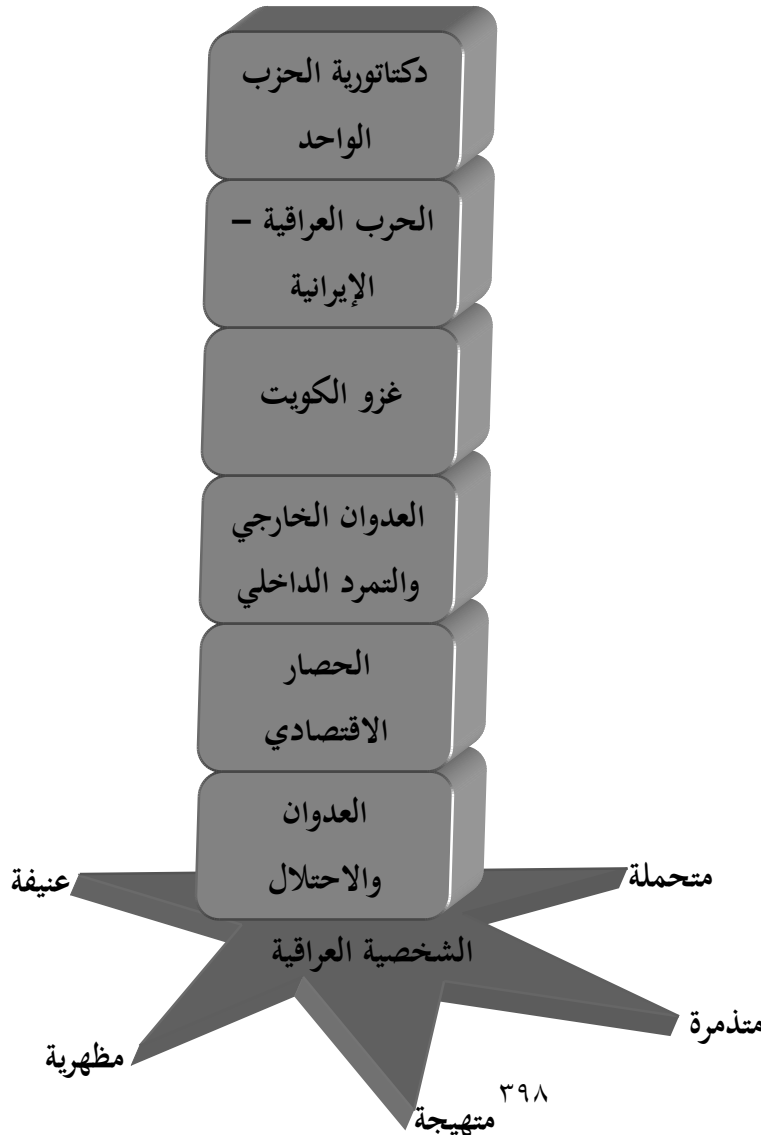 دكتاتورية الحزب
الواحد
الحرب العراقية –
الإيرانية
غزو الكويت
العدوان الخارجي
والتمرد الداخلي
الحصار
الاقتصادي
العدوان
والاحتلال
متحملة
عنيفة
الشخصية العراقية
متذمرة
مظهرية
متهيجة
٣٩٨